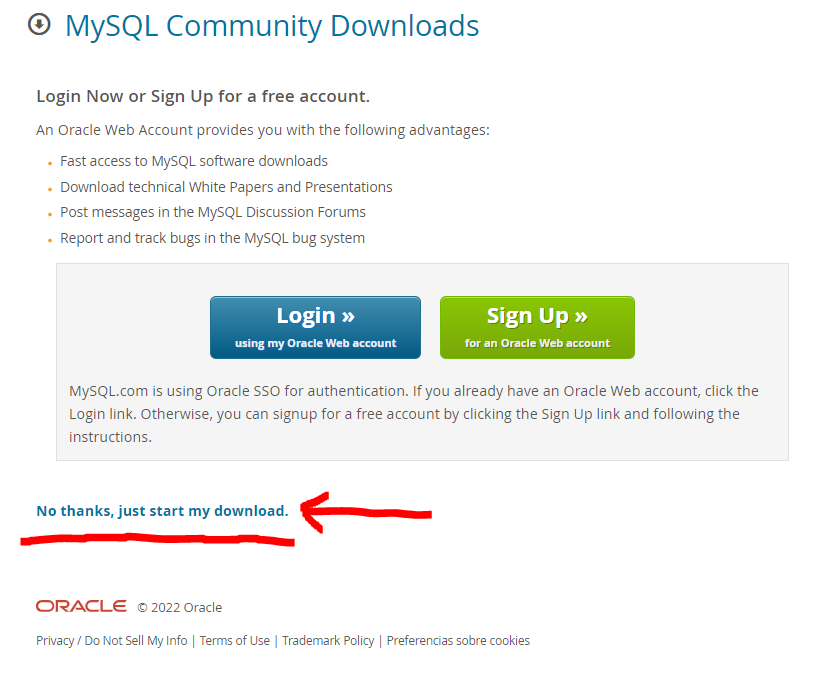 MySQL Community Downloads
Login Now or Sign Up for a free account.
An Oracle Web Account provides you with the following advantages:
Fast access to MySQL software downloads
Download technical White Papers and Presentations
Post messages in the MySQL Discussion Forums
Report and track bugs in the MySQL bug system
Login »
using my Oracle Web account
Sign Up »
for an Oracle Web account
MySQL.com is using Oracle SSO for authentication. If you already have an Oracle Web account, click the
Login link. Otherwise, you can signup for a free account by clicking the Sign Up link and following the
instructions.
No thanks, just start my download.
ORACLE © 2022 Oracle
Privacy / Do Not Sell My Info | Terms of Use | Trademark Policy | Preferencias sobre cookies